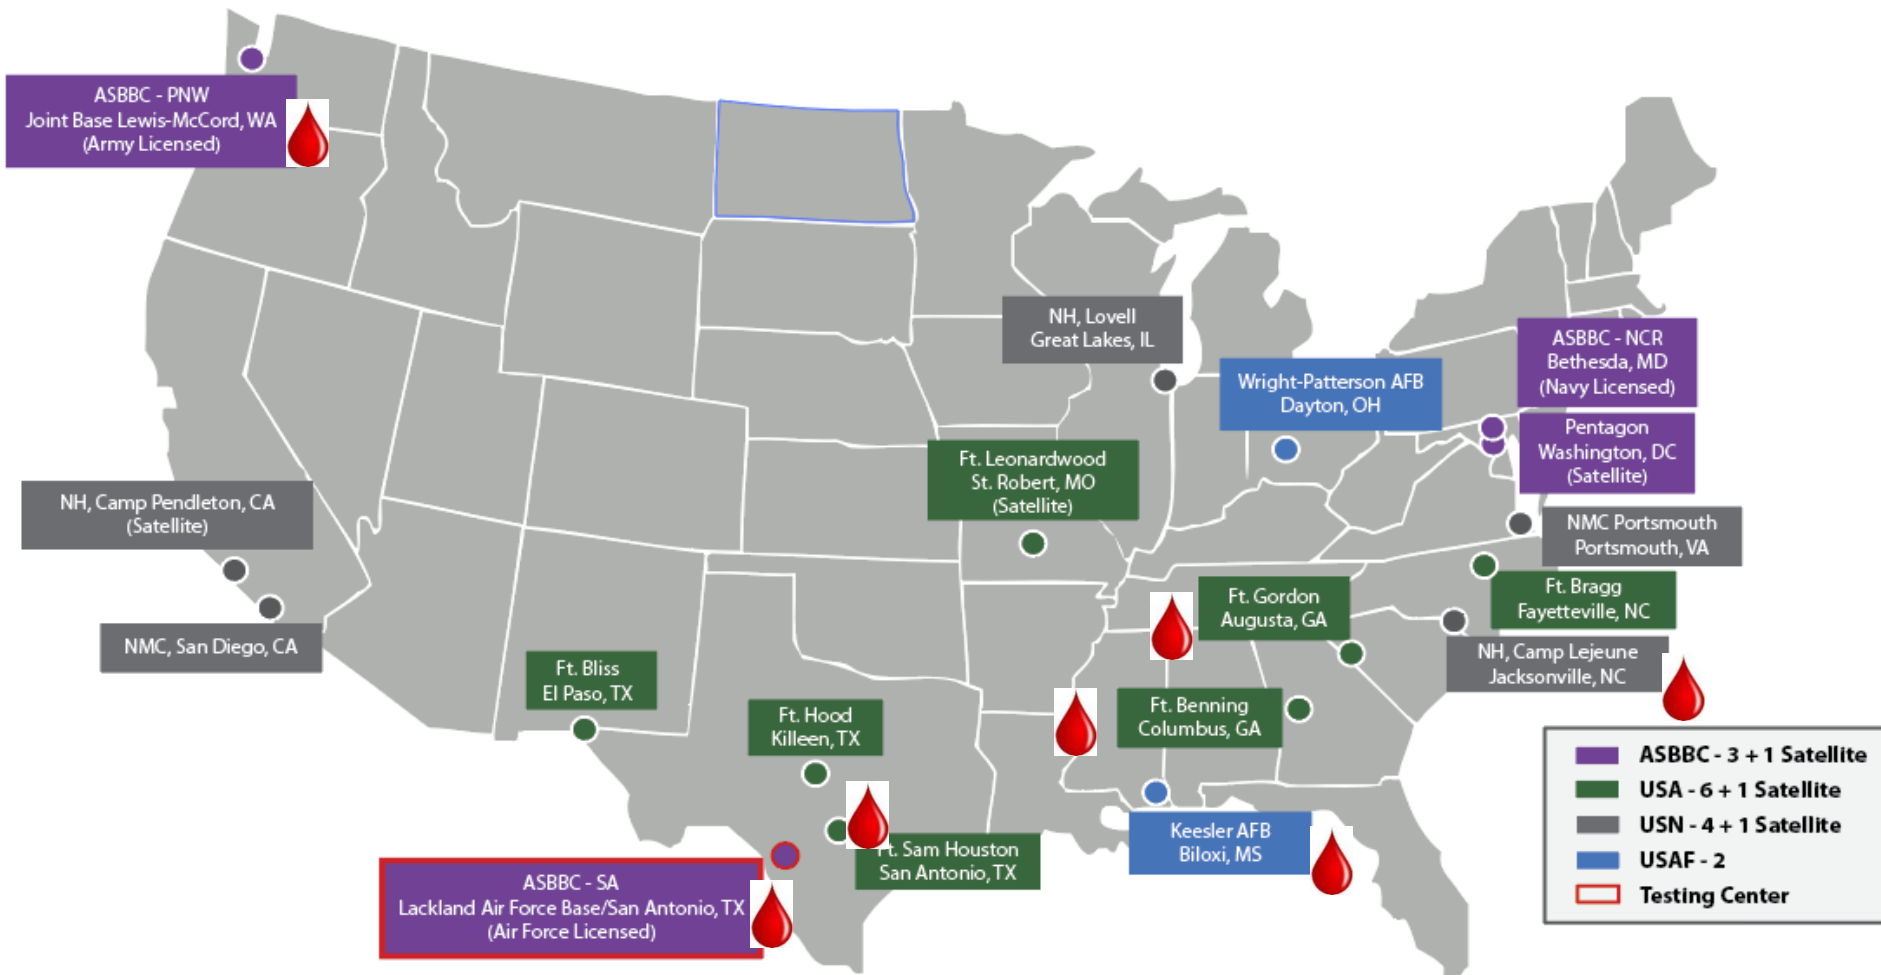 ASBBC - PNW
Joint Base Lewis-McCord, WA
(Army Licensed)
NH, Lovell
Great Lakes, IL
ASBBC - NCR
Bethesda, MD
(Navy Licensed)
Wright-Patterson AFB
Dayton, OH
Pentagon
Washington, DC
(Satellite)
Ft. Leonardwood
St. Robert, MO
(Satellite)
NH, Camp Pendleton, CA
(Satellite)
NMC Portsmouth
Portsmouth, VA
Ft. Bragg
Fayetteville, NC
Ft. Gordon
Augusta, GA
NMC, San Diego, CA
NH, Camp Lejeune
Jacksonville, NC
Ft. Bliss
El Paso, TX
Ft. Hood
Killeen, TX
Ft. Benning
Columbus, GA
Keesler AFB
Biloxi, MS
Ft. Sam Houston
San Antonio, TX
ASBBC - SA
Lackland Air Force Base/San Antonio, TX
(Air Force Licensed)
ASBBC - 3 + 1 Satellite
USA - 6 + 1 Satellite
USN - 4 + 1 Satellite
USAF - 2
Testing Center